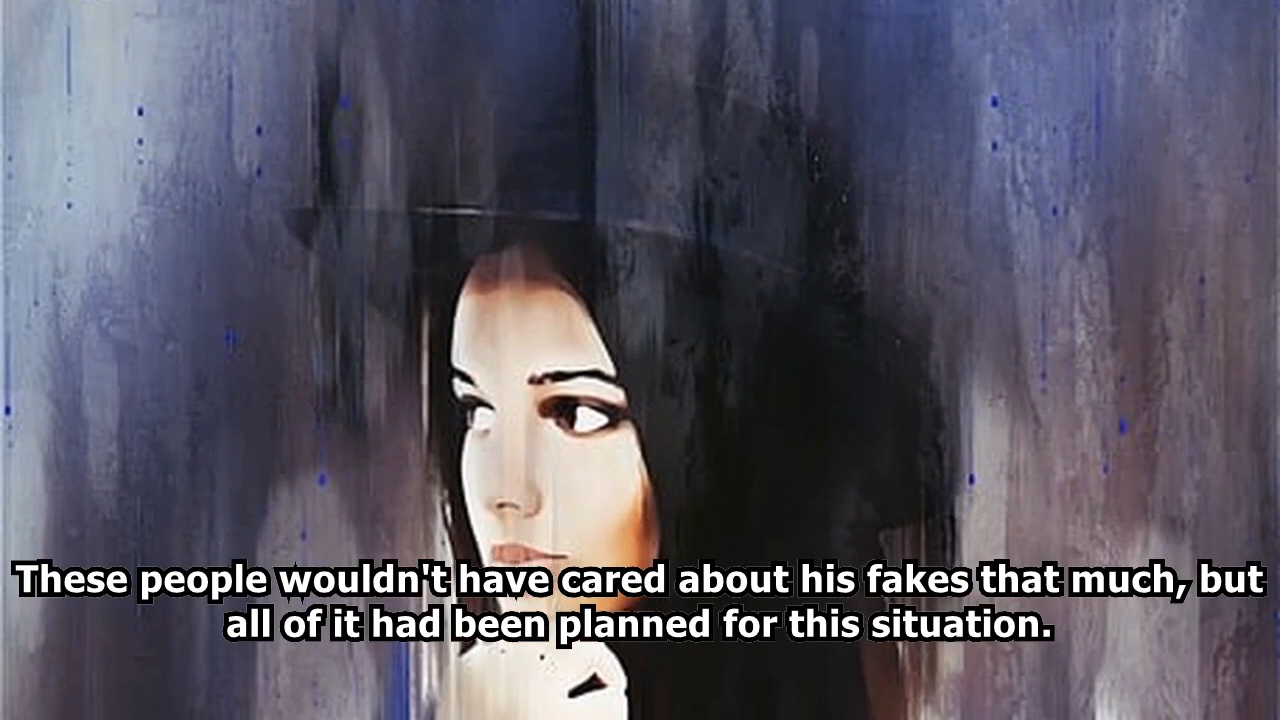 These people wouldn't have cared about his fakes that much, but
all of it had been planned for this situation.